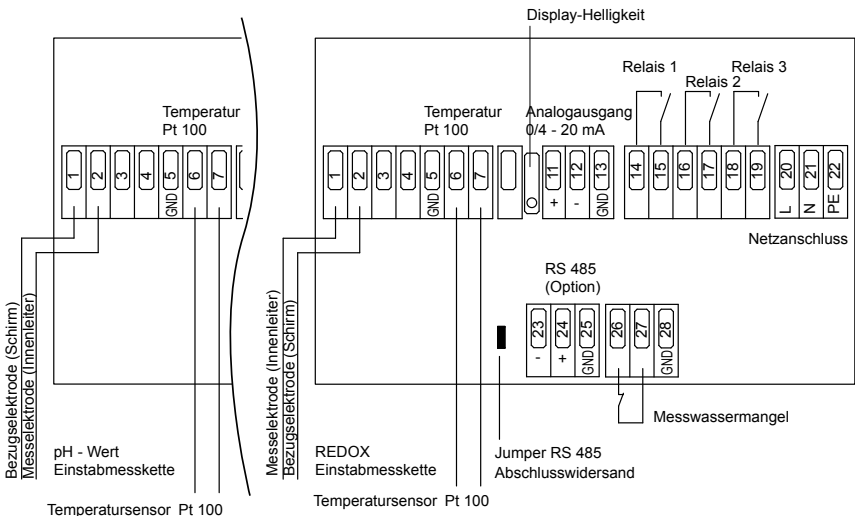 Display-Helligkeit
Relais 1
Relais 2
Relais 3
Temperatur
Pt 100
Temperatur
Pt 100
Analogausgang
0/4 - 20 mA
1 2 3 4 5 6 7
GND
1 2 3 4 5 6 7
GND
11 12 13
+ - GND
14 15 16 17 18 19
20 21 22
L N PE
Netzanschluss
RS 485
(Option)
23 24 25 26 27 28
- + GND GND
Messwassermangel
Bezugselektrode (Schirm)
Messelektrode (Innenleiter)
pH - Wert
Einstabmesskette
Temperatursensor Pt 100
Messelektrode (Innenleiter)
Bezugselektrode (Schirm)
REDOX
Einstabmesskette
Temperatursensor Pt 100
Jumper RS 485
Abschlusswidersand